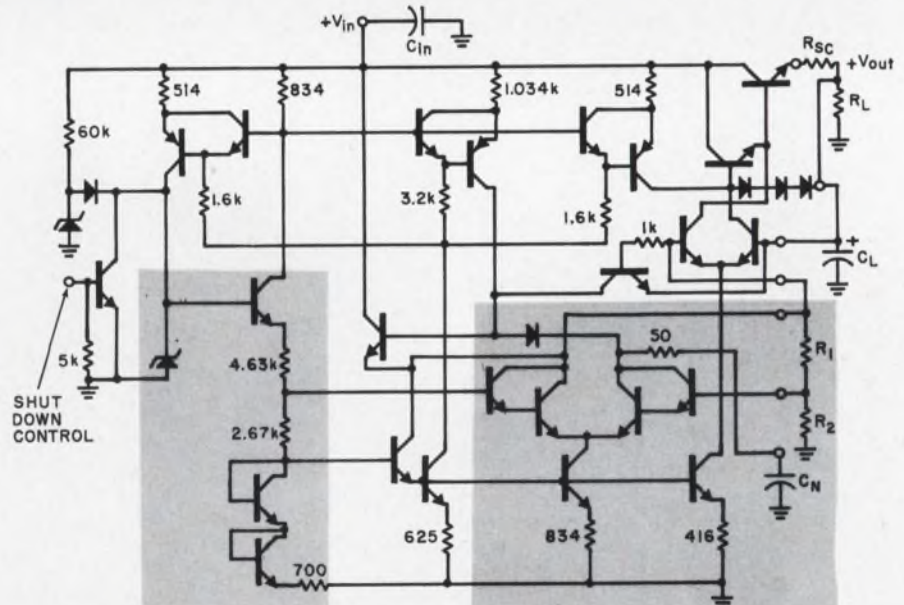 +Vin
Cin
RSC
+Vout
514
834
1.034k
514
RL
60k
1.6k
3.2k
1.6k
1k
+
CL
5k
4.63k
50
R1
SHUT
DOWN
CONTROL
2.67k
R2
CN
625
834
416
700